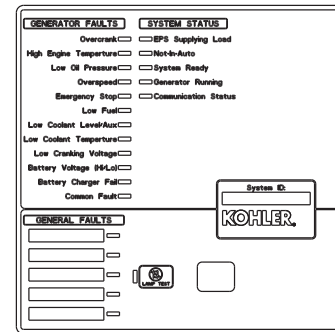 GENERATOR FAULTS
Overcrank
High Engine Temperture
Low Oil Pressure
Overspeed
Emergency Stop
Low Fuel
Low Coolant Level/Aux
Low Coolant Temperture
Low Cranking Voltage
Battery Voltage (Hi/Lo)
Battery Charger Fail
Common Fault
SYSTEM STATUS
EPS Supplying Load
Not-In-Auto
System Ready
Generator Running
Communication Status
System ID:
KOHLER.
GENERAL FAULTS
LAMP TEST